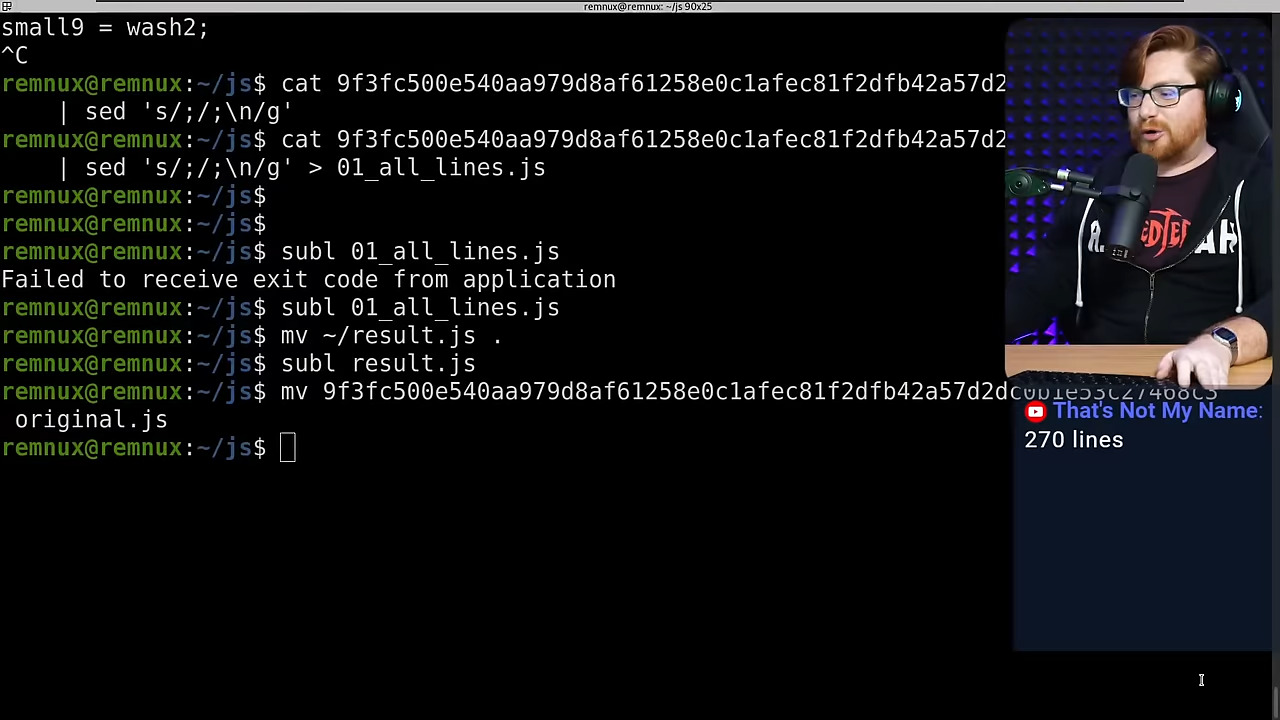 remnux@remnux: ~/js 90x25
small9 = wash2;
^C
remnux@remnux:~/js$ cat 9f3fc500e540aa979d8af61258e0c1afec81f2dfb42a57d2
| sed 's/;/;\n/g'
remnux@remnux:~/js$ cat 9f3fc500e540aa979d8af61258e0c1afec81f2dfb42a57d2
| sed 's/;/;\n/g' > 01_all_lines.js
remnux@remnux:~/js$
remnux@remnux:~/js$
remnux@remnux:~/js$ subl 01_all_lines.js
Failed to receive exit code from application
remnux@remnux:~/js$ subl 01_all_lines.js
remnux@remnux:~/js$ mv ~/result.js .
remnux@remnux:~/js$ subl result.js
remnux@remnux:~/js$ mv 9f3fc500e540aa979d8af61258e0c1afec81f2dfb42a57d2dc0b1e53c27468c3
original.js
remnux@remnux:~/js$
That's Not My Name:
270 lines